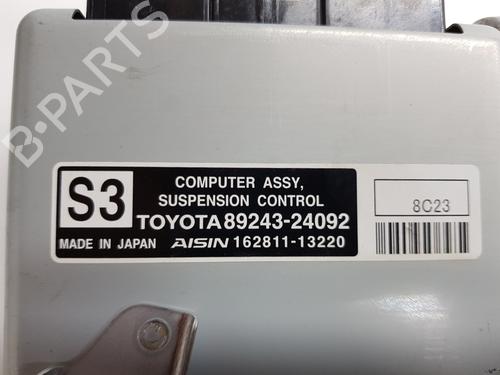 S3
COMPUTER ASSY,
SUSPENSION CONTROL
TOYOTA 89243-24092
MADE IN JAPAN AISIN 162811-13220
8C23
B-PARTS